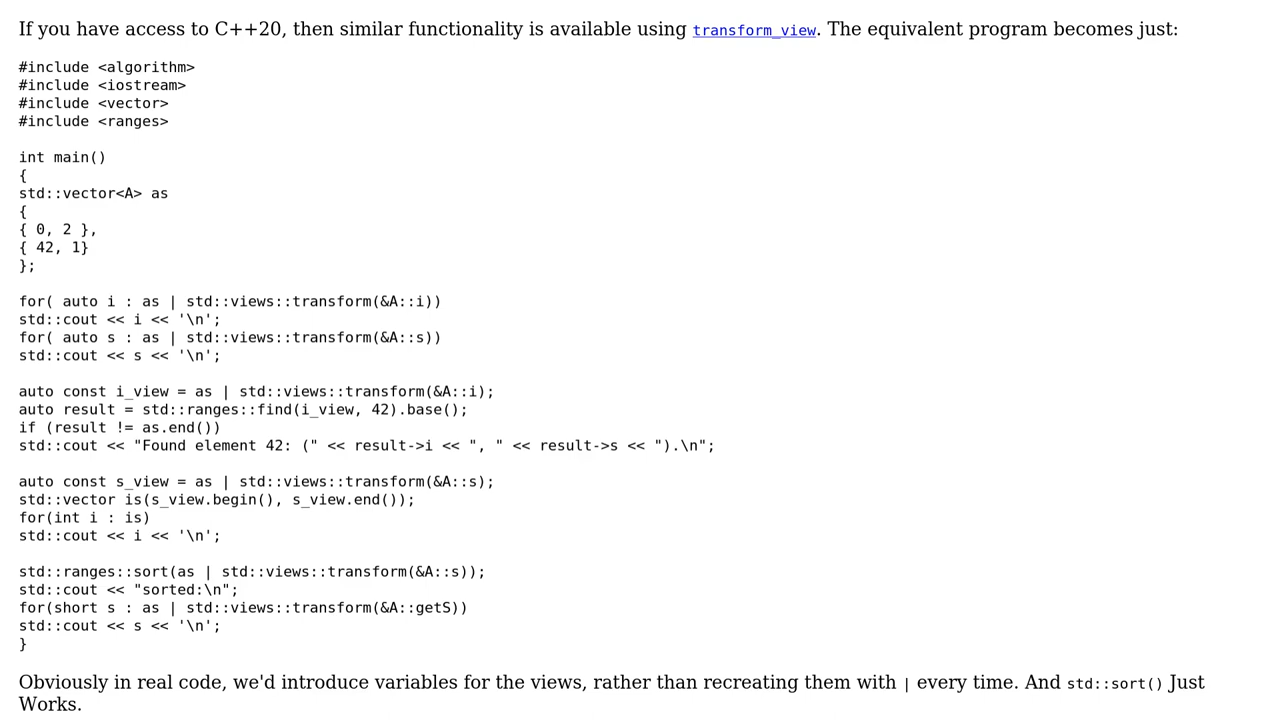 If you have access to C++20, then similar functionality is available using transform_view. The equivalent program becomes just:
#include <algorithm>
#include <iostream>
#include <vector>
#include <ranges>
int main()
{
std::vector<A> as
{
{ 0, 2 },
{ 42, 1}
};
for( auto i : as | std::views::transform(&A::i))
std::cout << i << '\n';
for( auto s : as | std::views::transform(&A::s))
std::cout << s << '\n';
auto const i_view = as | std::views::transform(&A::i);
auto result = std::ranges::find(i_view, 42).base();
if (result != as.end())
std::cout << "Found element 42: (" << result->i << ", " << result->s << ").\n";
auto const s_view = as | std::views::transform(&A::s);
std::vector is(s_view.begin(), s_view.end());
for(int i : is)
std::cout << i << '\n';
std::ranges::sort(as | std::views::transform(&A::s));
std::cout << "sorted:\n";
for(short s : as | std::views::transform(&A::getS))
std::cout << s << '\n';
}
Obviously in real code, we'd introduce variables for the views, rather than recreating them with | every time. And std::sort() Just
Works.